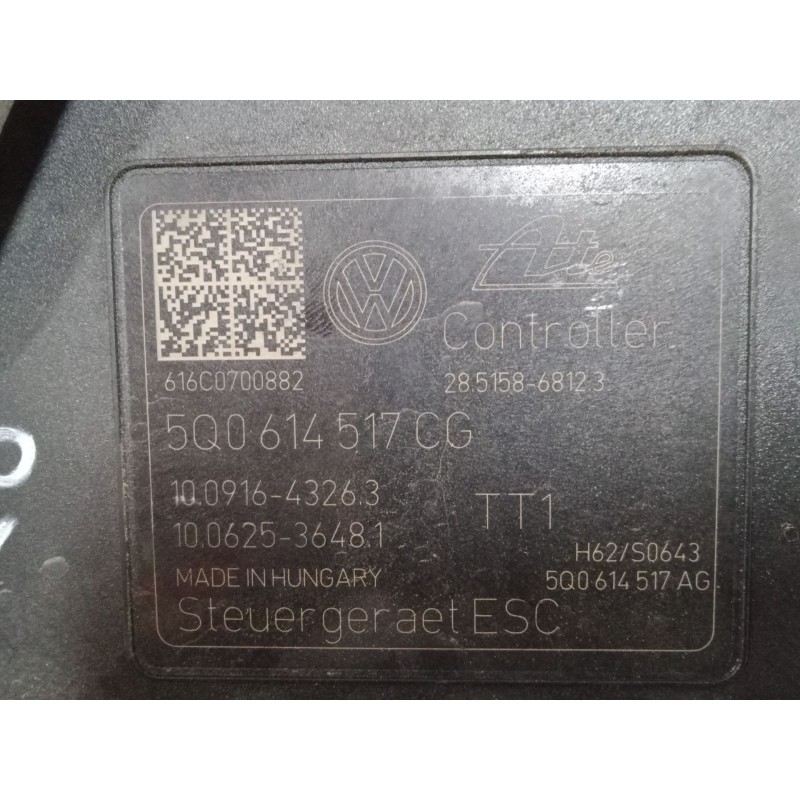 Ate
Controller.
616C0700882
28.5158-6812.3
5Q0 614 517 CG
10.0916-4326.3
10.0625-3648.1
TT1
H62/S0643
MADE IN HUNGARY
5Q0 614 517 AG
Steuergeraet ESC